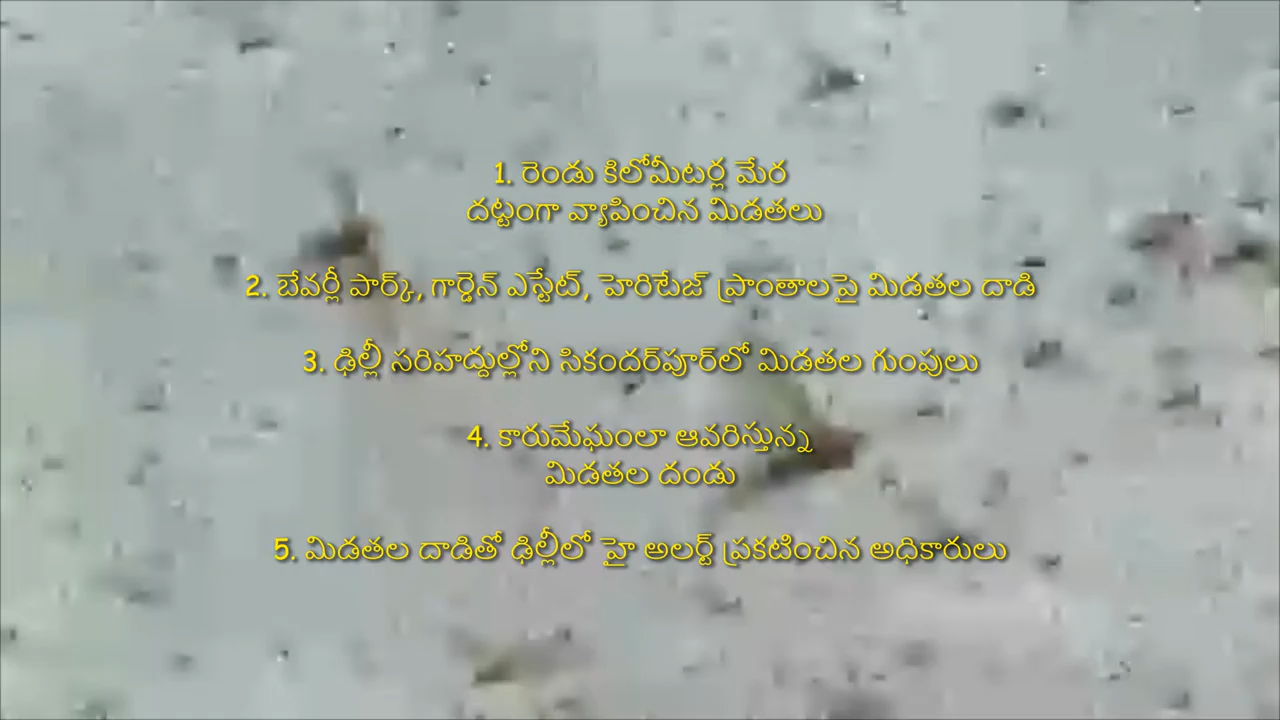 1. రెండు కిలోమీటర్ల మేర
దట్టంగా వ్యాపించిన మిడతలు
2. బేవర్లీ పార్క్, గార్డెన్ ఎస్టేట్, హెరిటేజ్ ప్రాంతాలపై మిడతల దాడి
3. ఢిల్లీ సరిహద్దుల్లోని సికందర్‌పూర్‌లో మిడతల గుంపులు
4. కారుమేఘంలా ఆవరిస్తున్న
మిడతల దండు
5. మిడతల దాడితో ఢిల్లీలో హై అలర్ట్ ప్రకటించిన అధికారులు